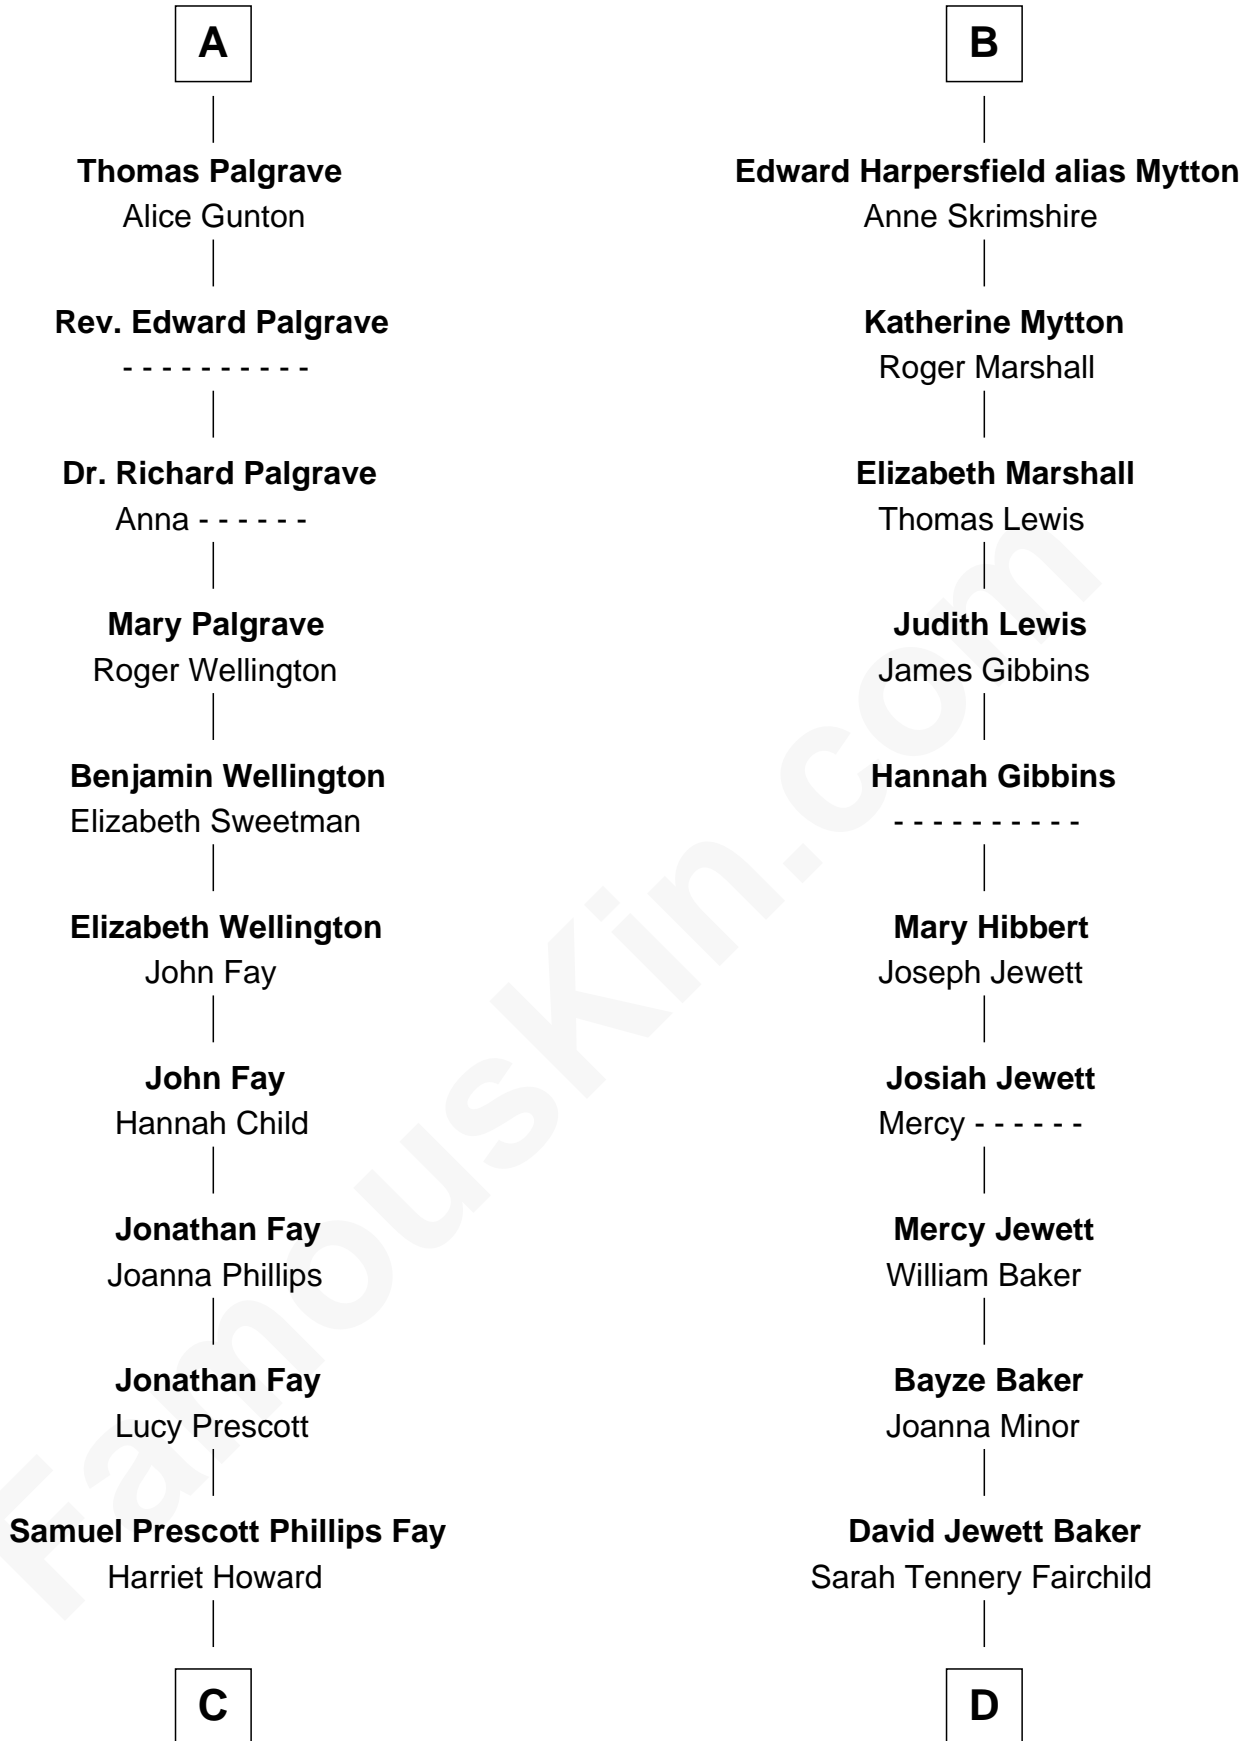 A
Thomas Palgrave
Alice Gunton
Rev. Edward Palgrave
- - - - - - - - - -
Dr. Richard Palgrave
Anna - - - - - -
Mary Palgrave
Roger Wellington
Benjamin Wellington
Elizabeth Sweetman
Elizabeth Wellington
John Fay
John Fay
Hannah Child
Jonathan Fay
Joanna Phillips
Jonathan Fay
Lucy Prescott
Samuel Prescott Phillips Fay
Harriet Howard
C
B
Edward Harpersfield alias Mytton
Anne Skrimshire
Katherine Mytton
Roger Marshall
Elizabeth Marshall
Thomas Lewis
Judith Lewis
James Gibbins
Hannah Gibbins
- - - - - - - - - -
Mary Hibbert
Joseph Jewett
Josiah Jewett
Mercy - - - - - -
Mercy Jewett
William Baker
Bayze Baker
Joanna Minor
David Jewett Baker
Sarah Tennery Fairchild
D
FamousKin.com